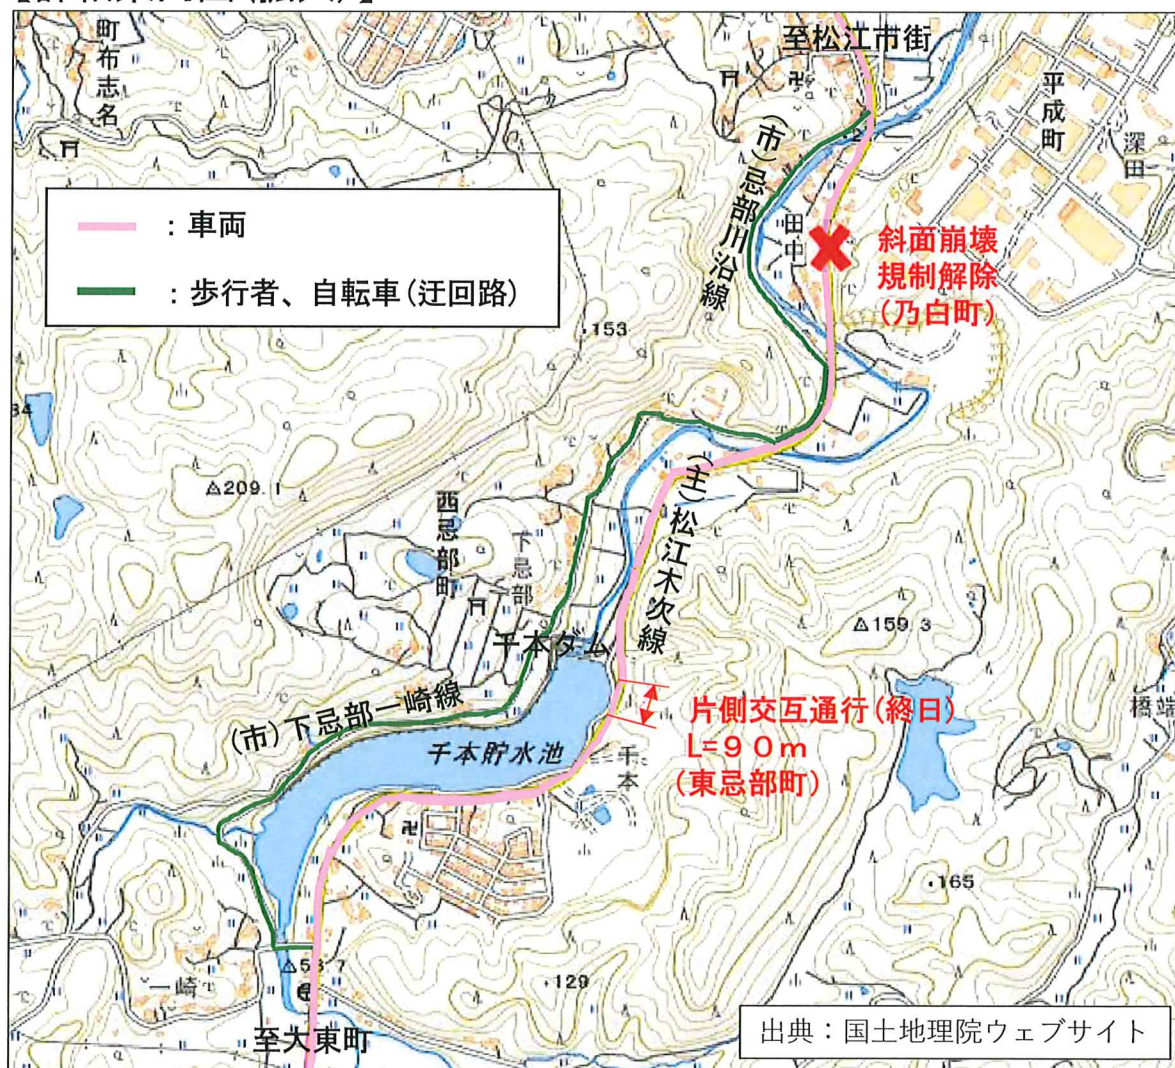 至松江市街
町布志名
平成町
深田
(市)忌部川沿線
田中
：車両
：歩行者、自転車(迂回路)
斜面崩壊
規制解除
(乃白町)
153
209.1
西忌部町
下忌部
(主)松江木次線
159.3
千本ダム
(市)下忌部一崎線
千本貯水池
千本
片側交互通行(終日)
L=90m
(東忌部町)
橋端
165
129
一崎
至大東町
出典：国土地理院ウェブサイト